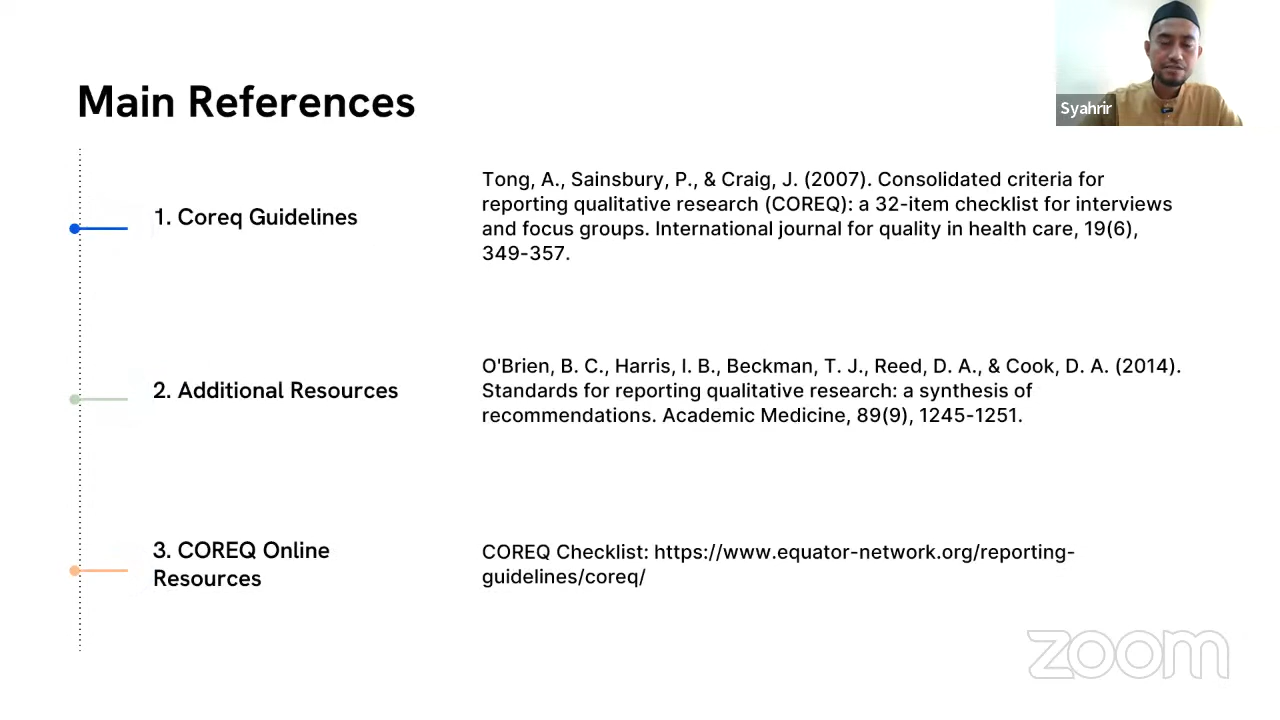 Main References
Syahrir
1. Coreq Guidelines
Tong, A., Sainsbury, P., & Craig, J. (2007). Consolidated criteria for
reporting qualitative research (COREQ): a 32-item checklist for interviews
and focus groups. International journal for quality in health care, 19(6),
349-357.
2. Additional Resources
O'Brien, B. C., Harris, I. B., Beckman, T. J., Reed, D. A., & Cook, D. A. (2014).
Standards for reporting qualitative research: a synthesis of
recommendations. Academic Medicine, 89(9), 1245-1251.
3. COREQ Online
Resources
COREQ Checklist: https://www.equator-network.org/reporting-
guidelines/coreq/
zoom